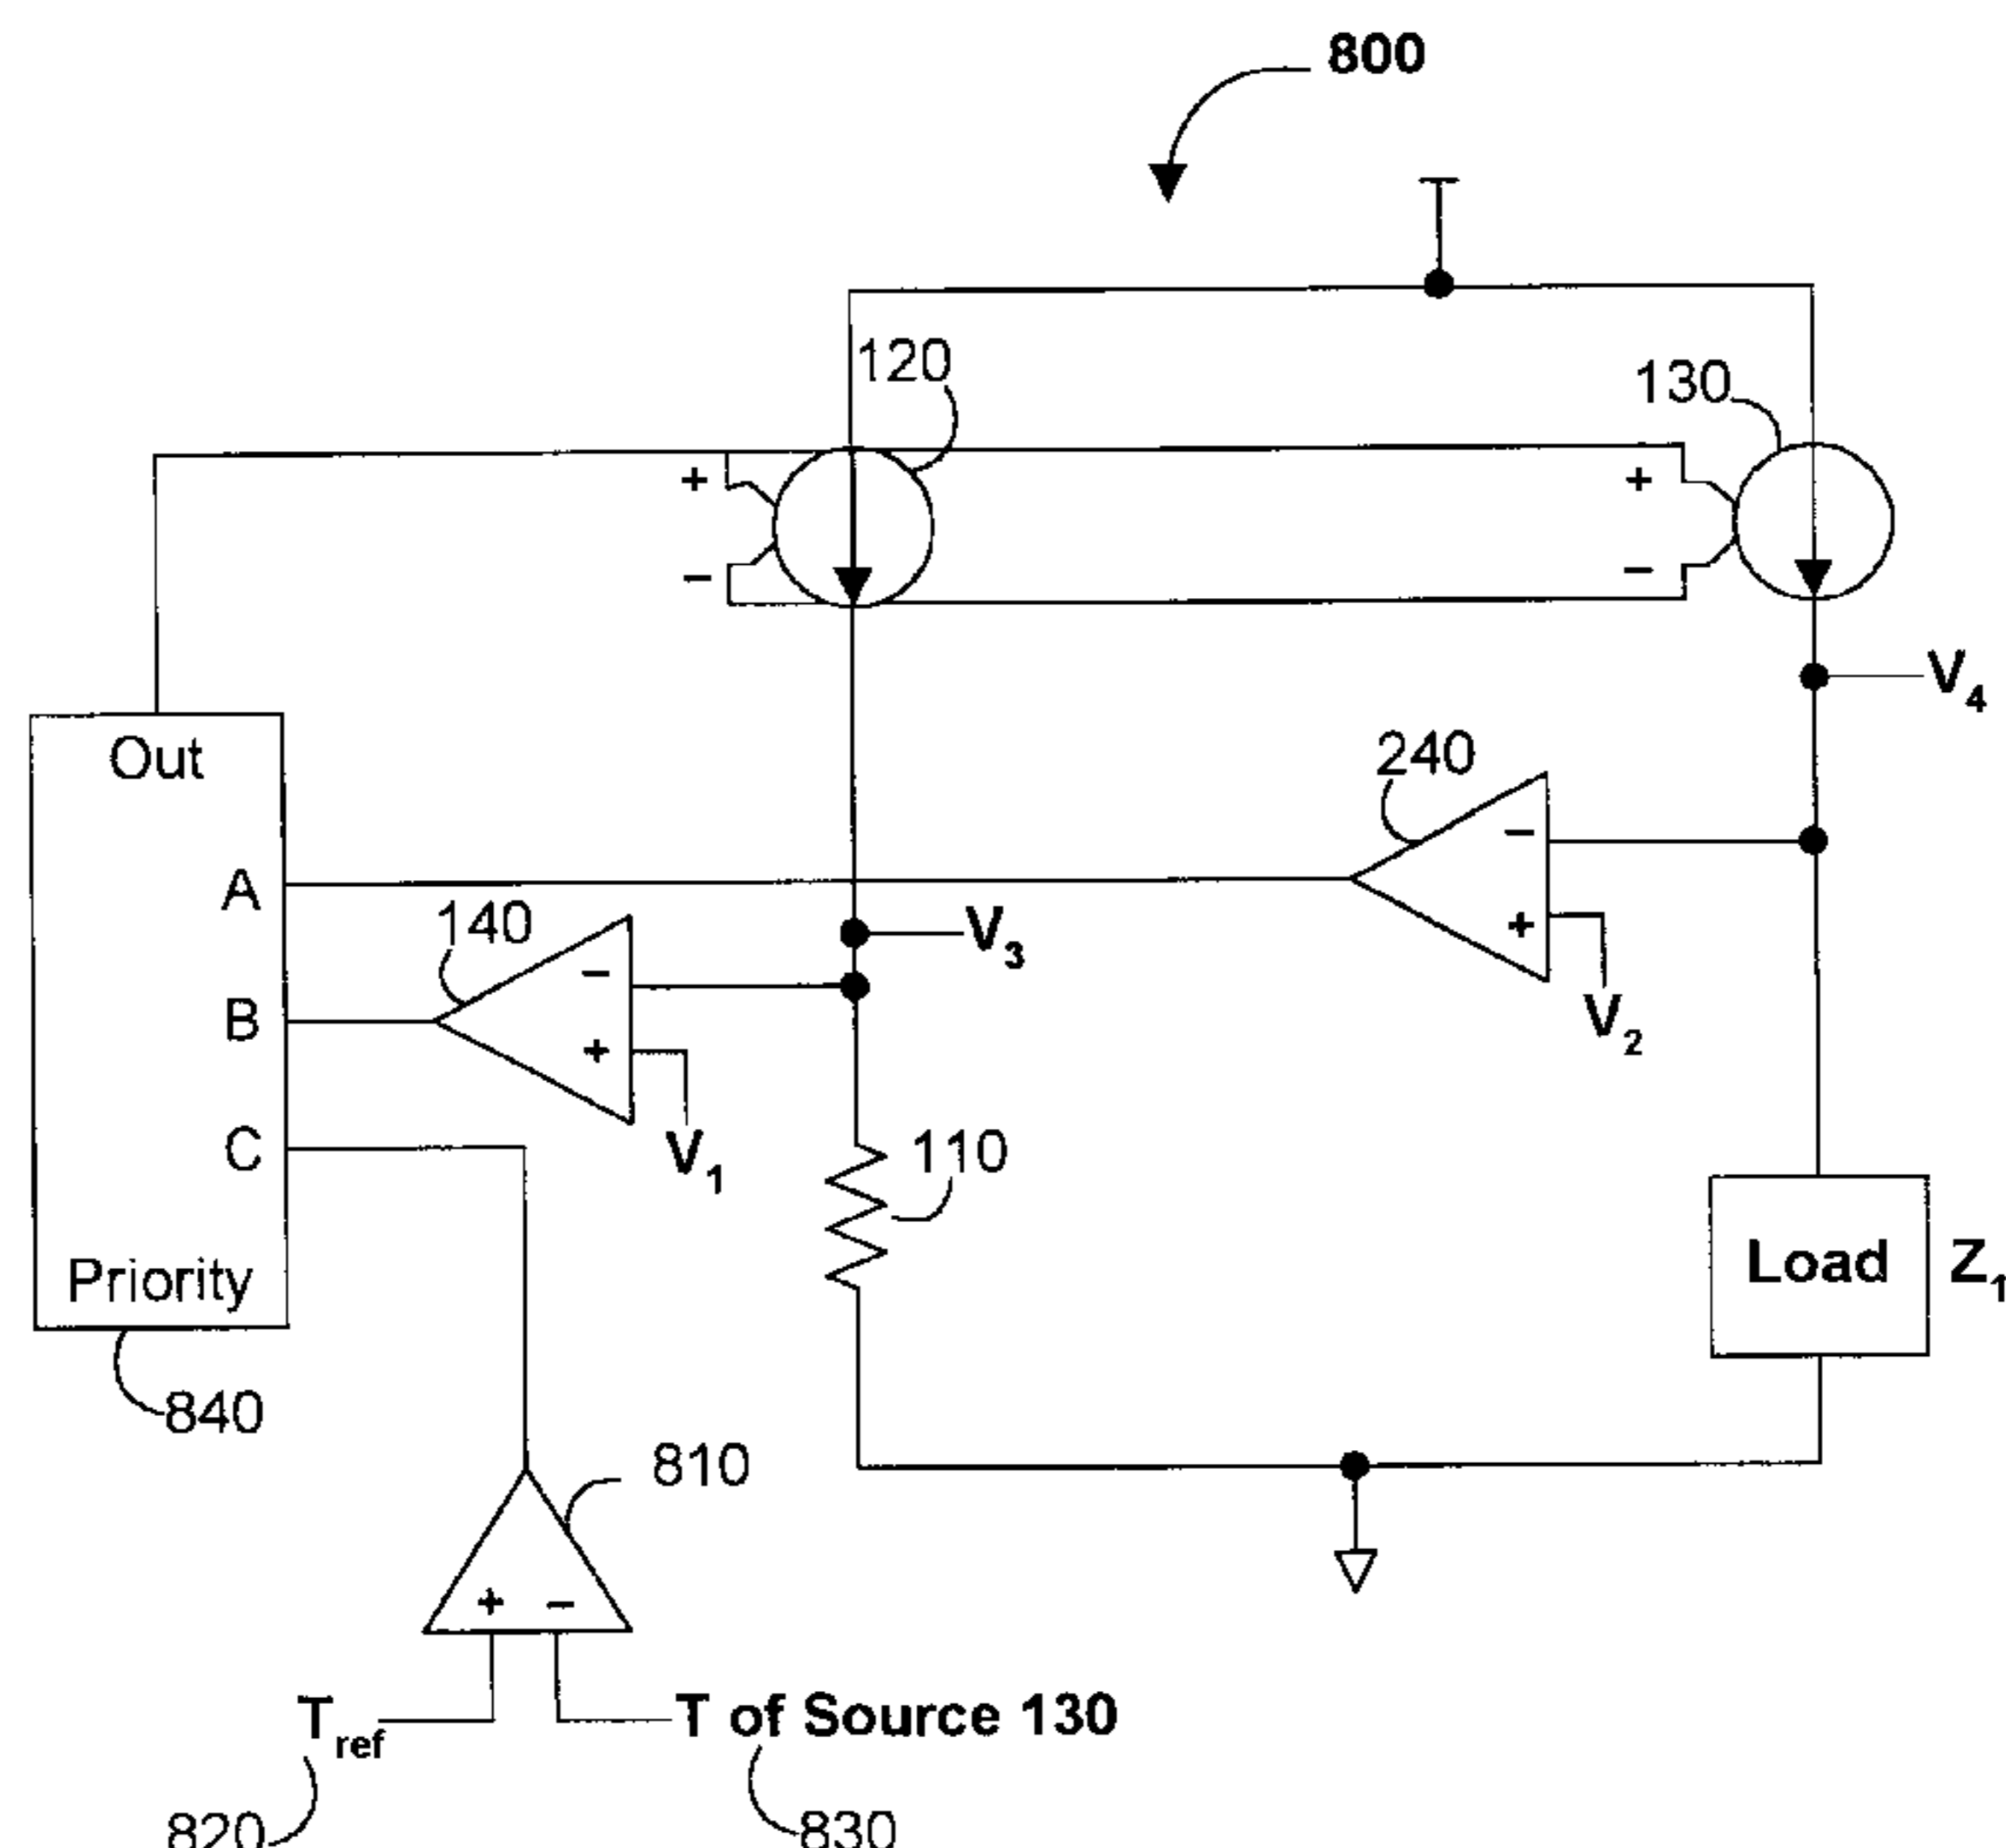 800
120
130
+
+
−
−
V4
Out
240
−
A
140
V3
+
−
B
V2
+
C
V1
110
Priority
Load
Z1
840
810
+ −
Tref
T of Source 130
820
830